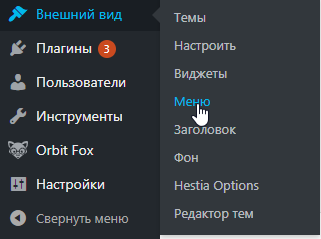 Внешний вид
Плагины 3
Пользователи
Инструменты
Orbit Fox
Настройки
Свернуть меню
Темы
Настроить
Виджеты
Меню
Заголовок
Фон
Hestia Options
Редактор тем